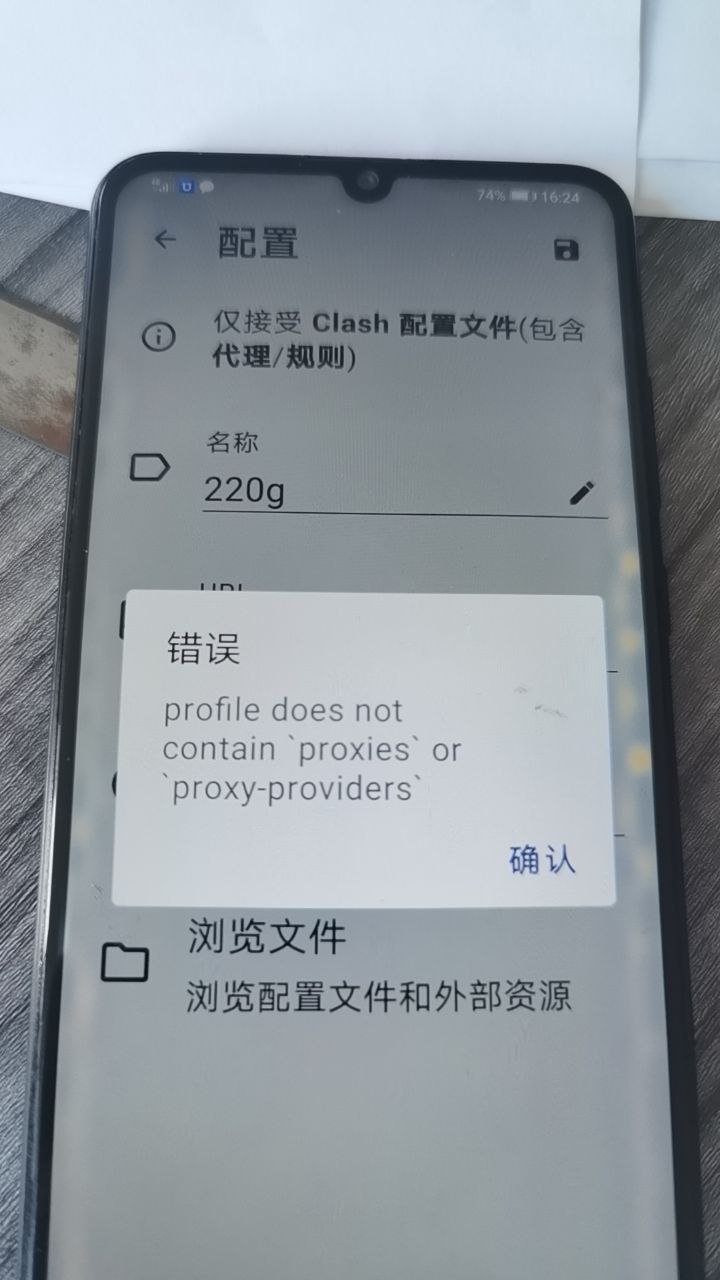 74% 16:24
配置
仅接受 Clash 配置文件(包含
代理/规则)
名称
220g
URL
错误
profile does not
contain `proxies` or
`proxy-providers`
确认
浏览文件
浏览配置文件和外部资源